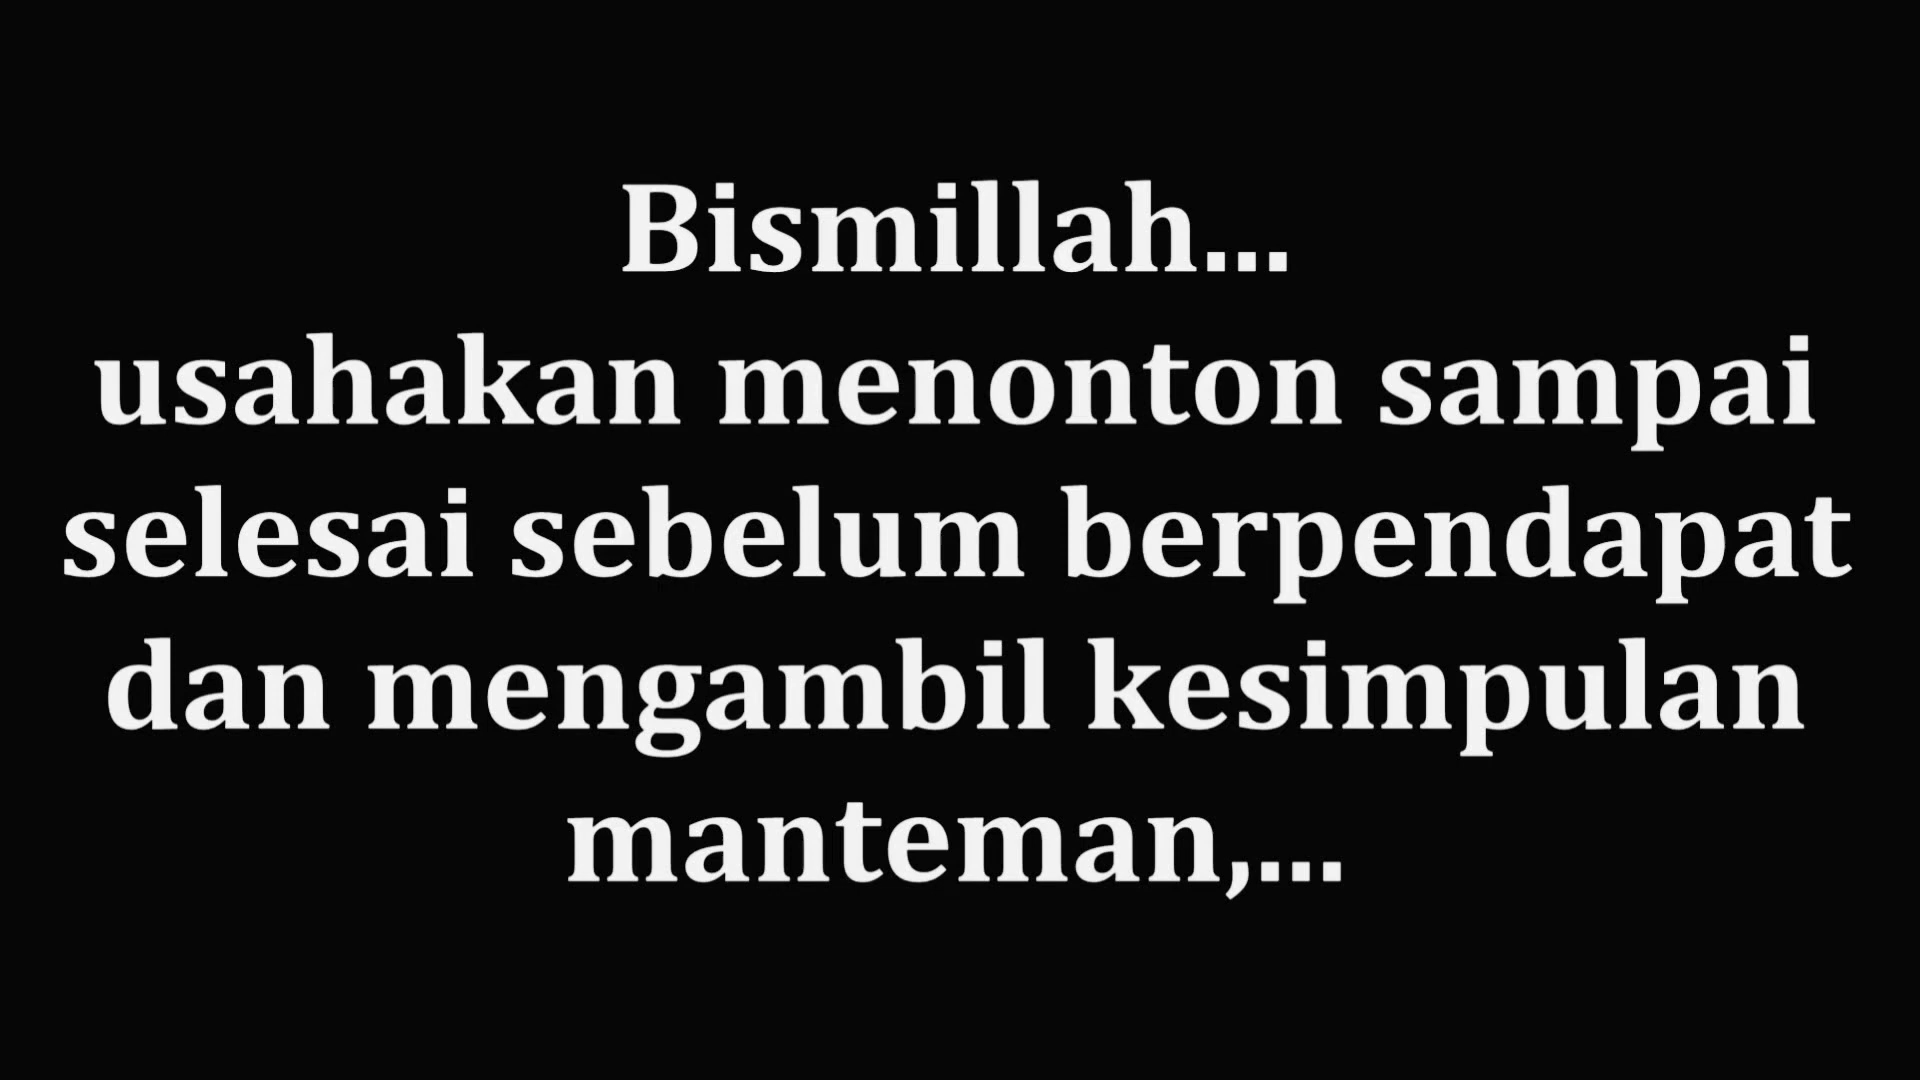 Bismillah...
usahakan menonton sampai
selesai sebelum berpendapat
dan mengambil kesimpulan
manteman,...